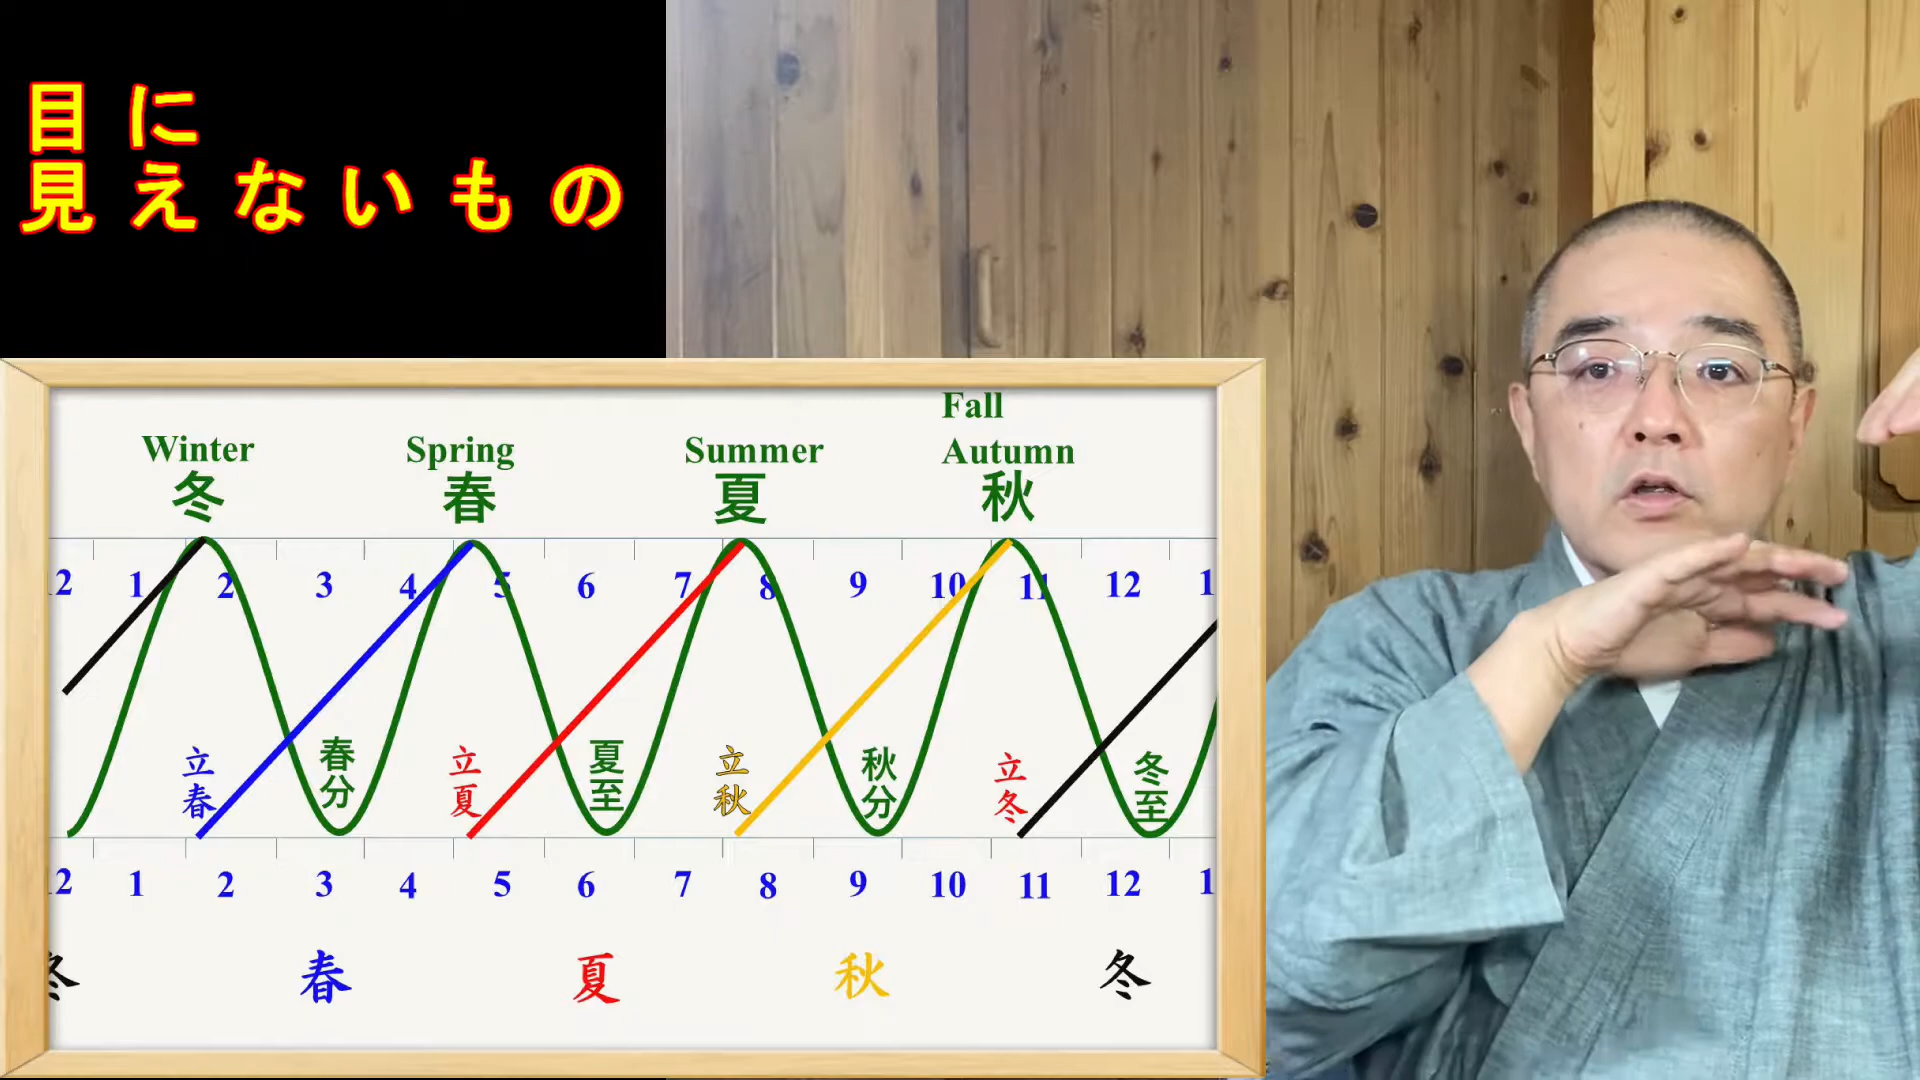 目に
見えないもの
Fall
Winter Spring Summer Autumn
冬 春 夏 秋
2 1 2 3 4 5 6 7 8 9 10 11 12 1
立春 春分 立夏 夏至 立秋 秋分 立冬 冬至
2 1 2 3 4 5 6 7 8 9 10 11 12 1
冬 春 夏 秋 冬